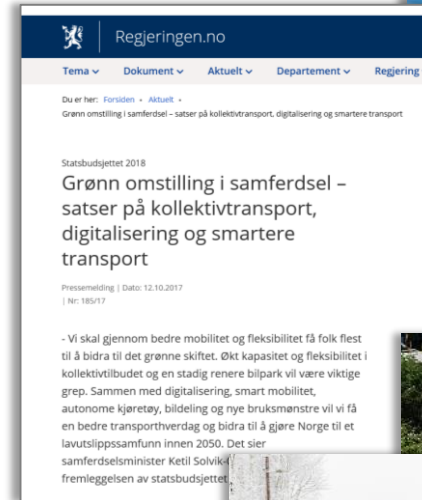 Regjeringen.no
Tema Dokument Aktuelt Departement Regjering
Du er her: Forsiden • Aktuelt •
Grønn omstilling i samferdsel – satser på kollektivtransport, digitalisering og smartere transport
Statsbudsjettet 2018
Grønn omstilling i samferdsel –
satser på kollektivtransport,
digitalisering og smartere
transport
Pressemelding | Dato: 12.10.2017
| Nr: 185/17
- Vi skal gjennom bedre mobilitet og fleksibilitet få folk flest
til å bidra til det grønne skiftet. Økt kapasitet og fleksibilitet i
kollektivtilbudet og en stadig renere bilpark vil være viktige
grep. Sammen med digitalisering, smart mobilitet,
autonome kjøretøy, bildeling og nye bruksmønstre vil vi få
en bedre transporthverdag og bidra til å gjøre Norge til et
lavutslippssamfunn innen 2050. Det sier
samferdselsminister Ketil Solvik-
fremleggelsen av statsbudsjettet